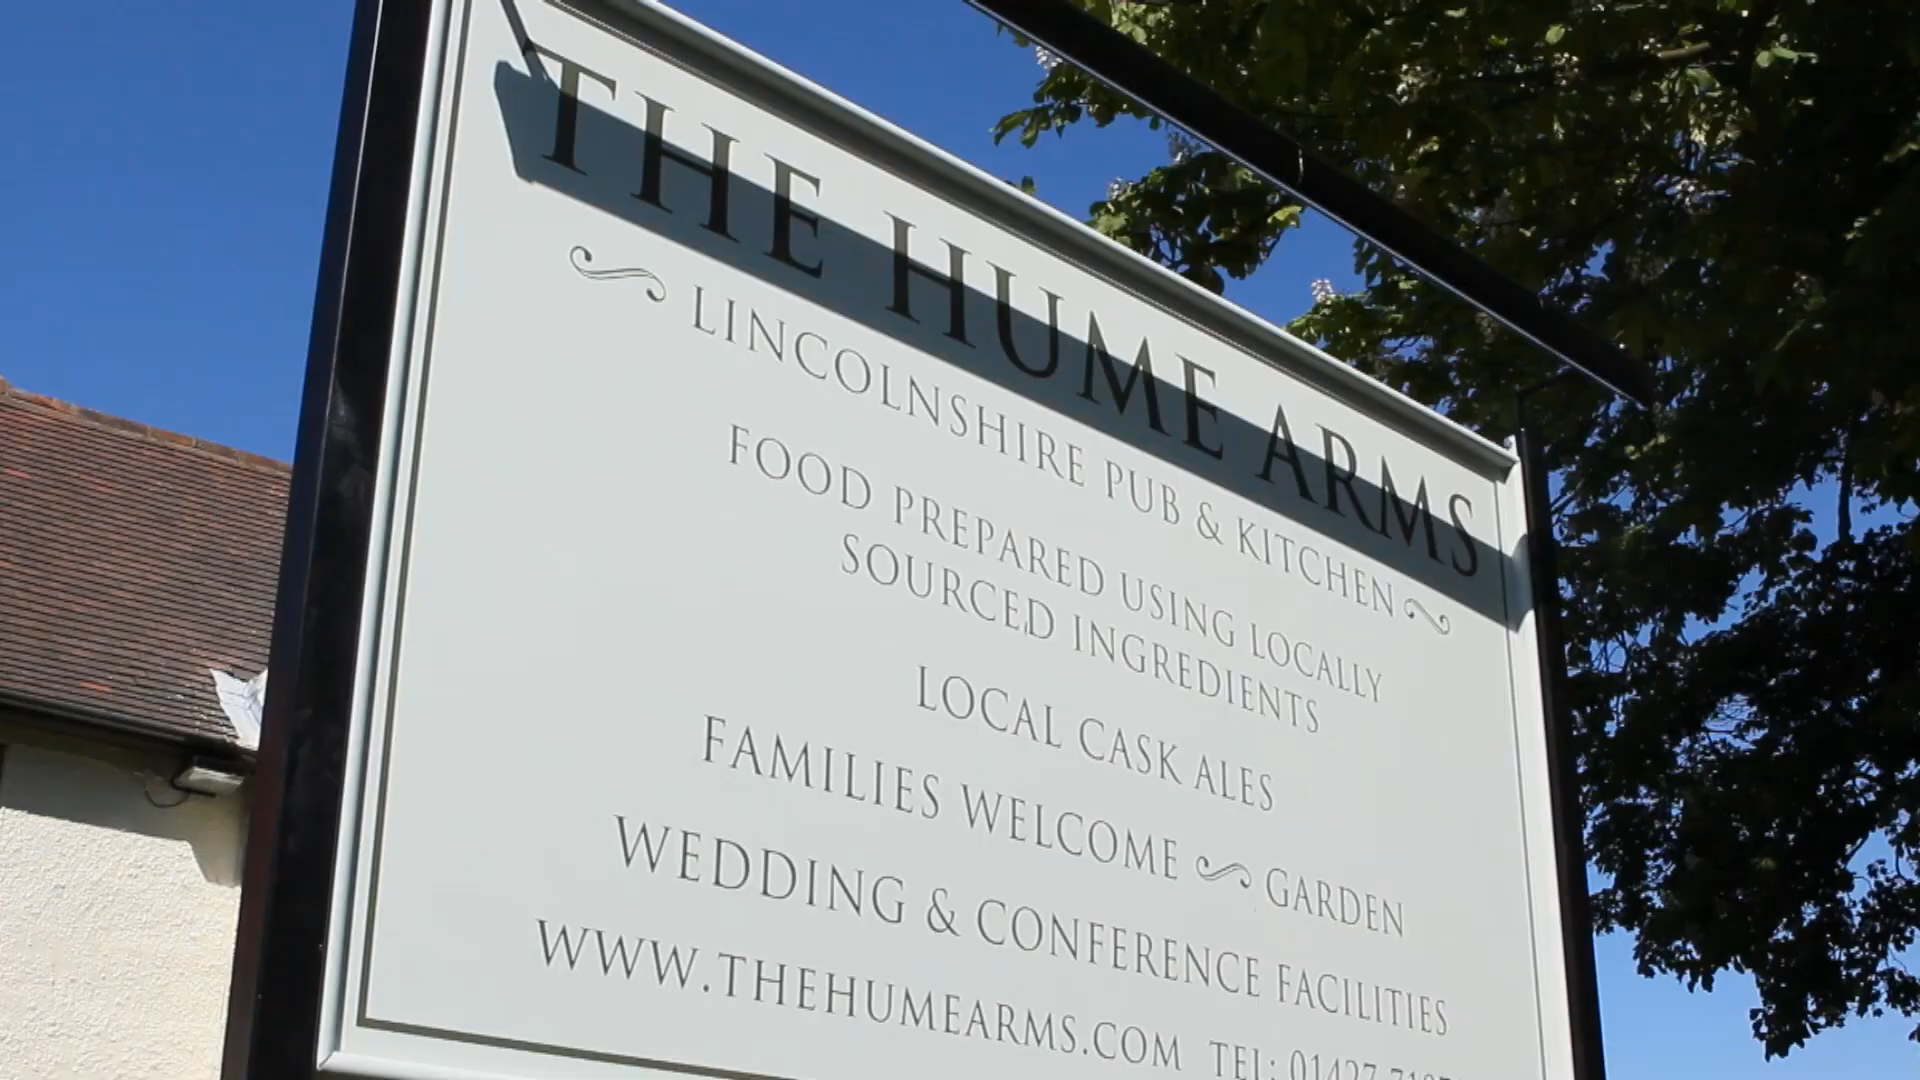 THE HUME ARMS
LINCOLNSHIRE PUB & KITCHEN
FOOD PREPARED USING LOCALLY
SOURCED INGREDIENTS
LOCAL CASK ALES
FAMILIES WELCOME GARDEN
WEDDING & CONFERENCE FACILITIES
WWW.THEHUMEARMS.COM TEL: 01427